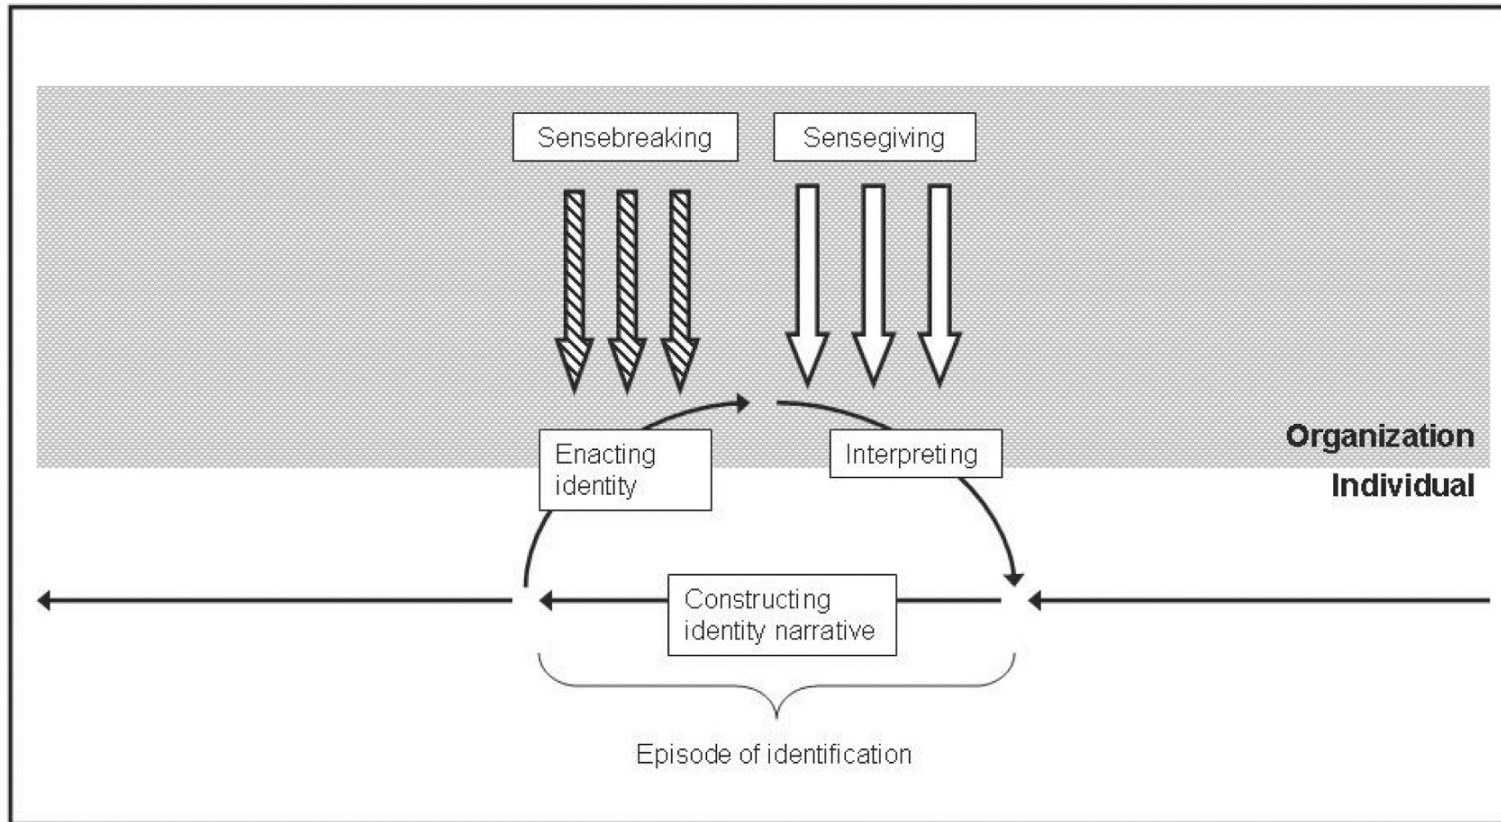 Sensebreaking
Sensegiving
Enacting
identity
Interpreting
Organization
Individual
Constructing
identity narrative
Episode of identification